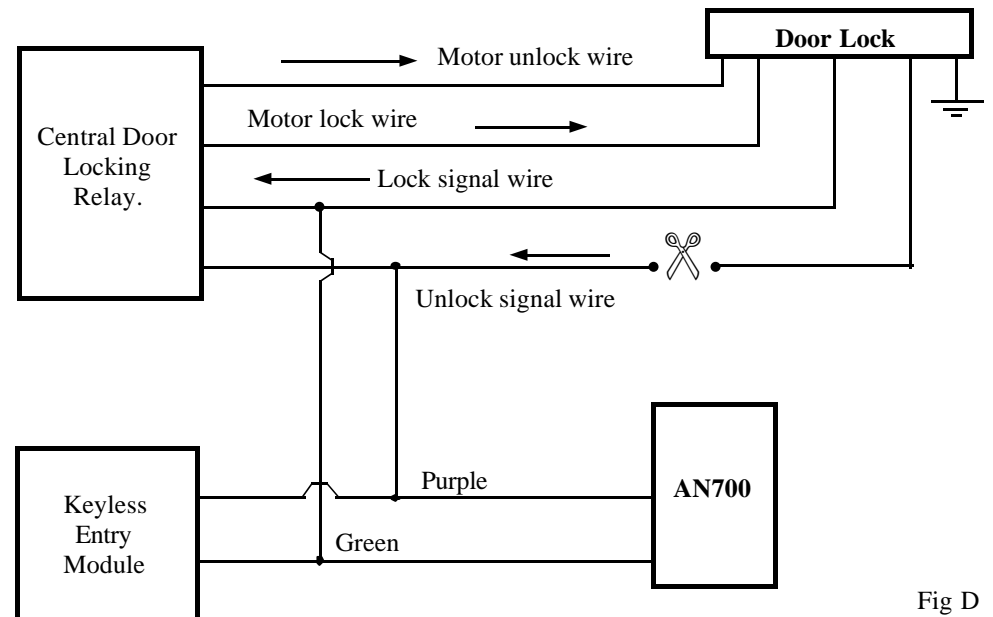 Door Lock
Motor unlock wire
Motor lock wire
Central Door
Locking
Relay.
Lock signal wire
Unlock signal wire
Purple
AN700
Keyless
Entry
Module
Green
Fig D